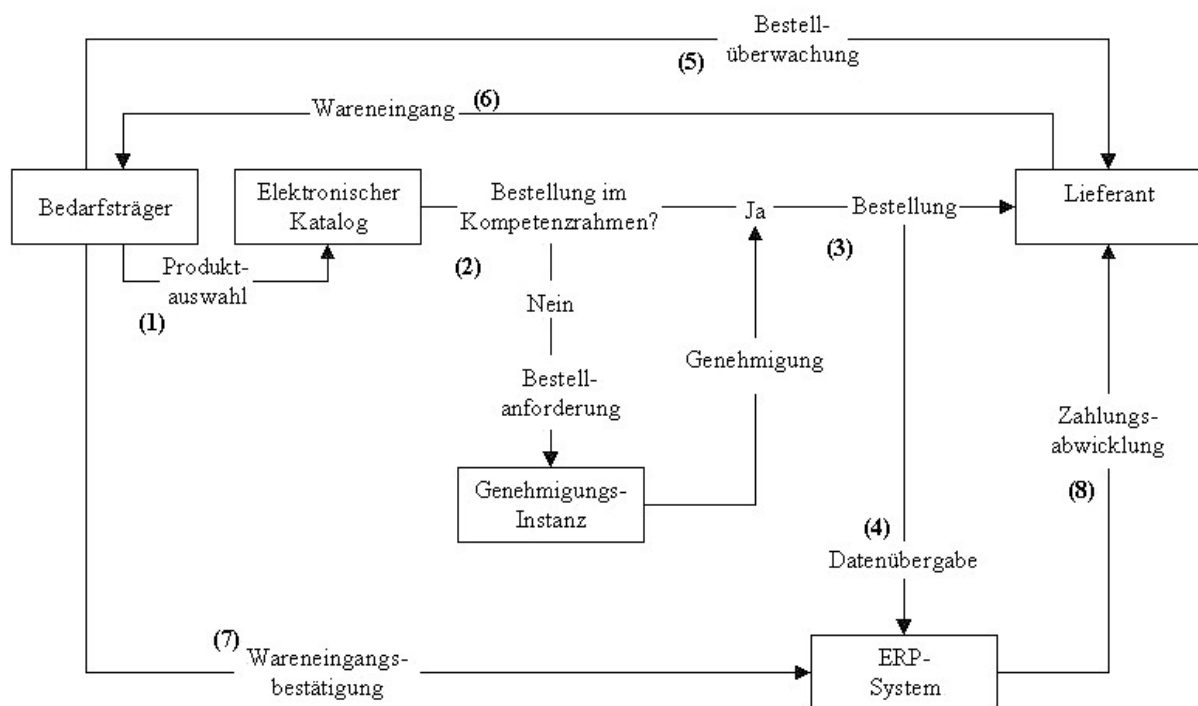 Bestell-
überwachung
(5)
Wareneingang
(6)
Bedarfsträger
Elektronischer
Katalog
Bestellung im
Kompetenzrahmen?
Ja
Bestellung
Lieferant
(2)
(3)
Produkt-
auswahl
(1)
Nein
Genehmigung
Bestell-
anforderung
Zahlungs-
abwicklung
(8)
Genehmigungs-
Instanz
(4)
Datenübergabe
(7)
Wareneingangs-
bestätigung
ERP-
System